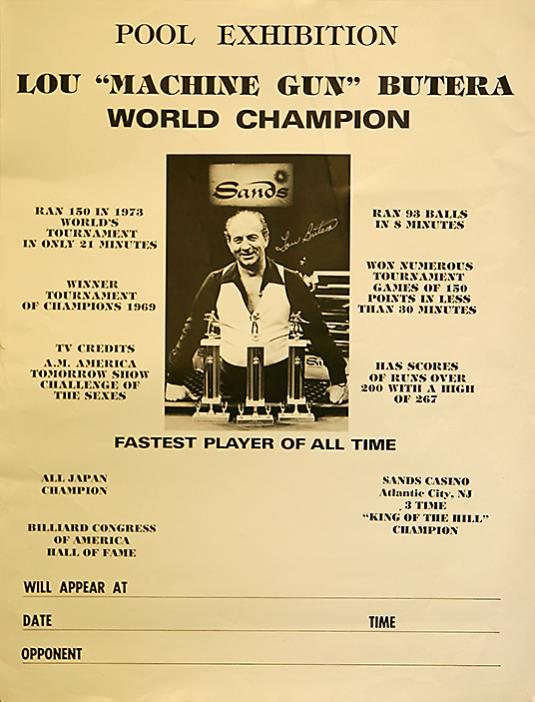 POOL EXHIBITION
LOU "MACHINE GUN" BUTERA
WORLD CHAMPION
RAN 150 IN 1973
WORLD'S
TOURNAMENT
IN ONLY 21 MINUTES
WINNER
TOURNAMENT
OF CHAMPIONS 1969
TV CREDITS
A.M. AMERICA
TOMORROW SHOW
CHALLENGE OF
THE SEXES
Sands
Lou Butera
RAN 93 BALLS
IN 8 MINUTES
WON NUMEROUS
TOURNAMENT
GAMES OF 150
POINTS IN LESS
THAN 30 MINUTES
HAS SCORES
OF RUNS OVER
200 WITH A HIGH
OF 267
FASTEST PLAYER OF ALL TIME
ALL JAPAN
CHAMPION
BILLIARD CONGRESS
OF AMERICA
HALL OF FAME
SANDS CASINO
Atlantic City, NJ
3 TIME
"KING OF THE HILL"
CHAMPION
WILL APPEAR AT
DATE TIME
OPPONENT